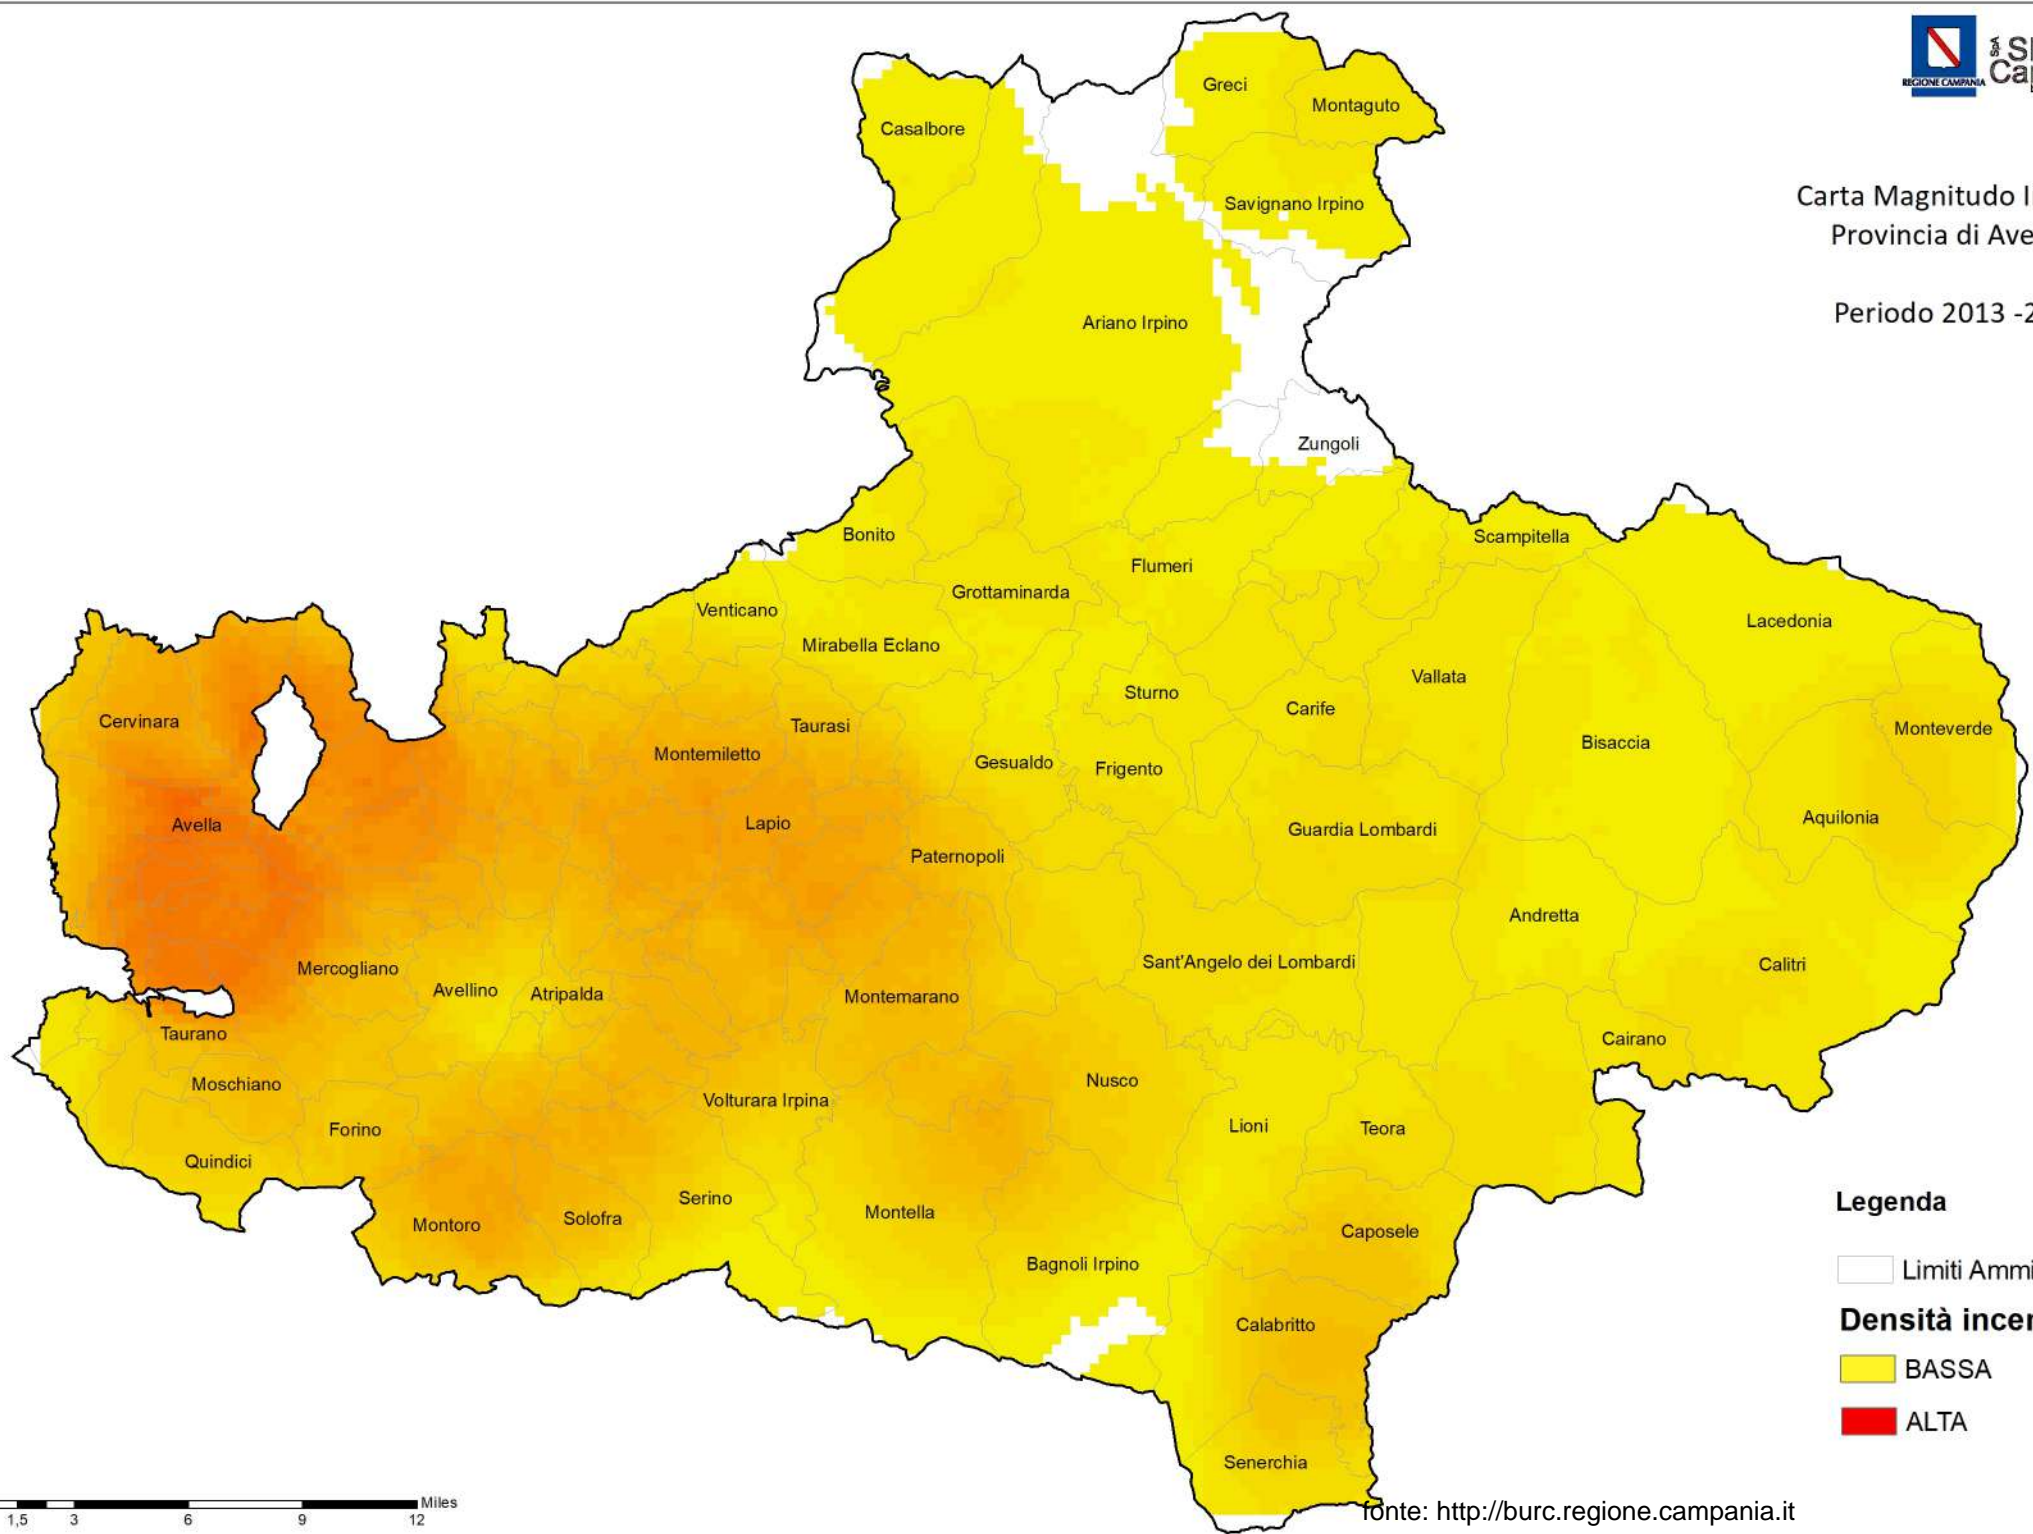 REGIONE CAMPANIA
SpA
Carta Magnitudo
Provincia di
Periodo 2013 -
Greci
Montaguto
Casalbore
Savignano Irpino
Ariano Irpino
Zungoli
Bonito
Scampitella
Flumeri
Grottaminarda
Venticano
Lacedonia
Mirabella Eclano
Vallata
Sturno
Carife
Cervinara
Taurasi
Monteverde
Bisaccia
Montemiletto
Gesualdo
Frigento
Avella
Lapio
Aquilonia
Guardia Lombardi
Paternopoli
Andretta
Sant'Angelo dei Lombardi
Calitri
Mercogliano
Avellino
Atripalda
Montemarano
Taurano
Cairano
Moschiano
Nusco
Volturara Irpina
Forino
Lioni
Teora
Quindici
Serino
Montella
Solofra
Montoro
Caposele
Bagnoli Irpino
Calabritto
Senerchia
Legenda
Limiti
Densità
BASSA
ALTA
Miles
1,5 3 6 9 12
fonte: http://burc.regione.campania.it